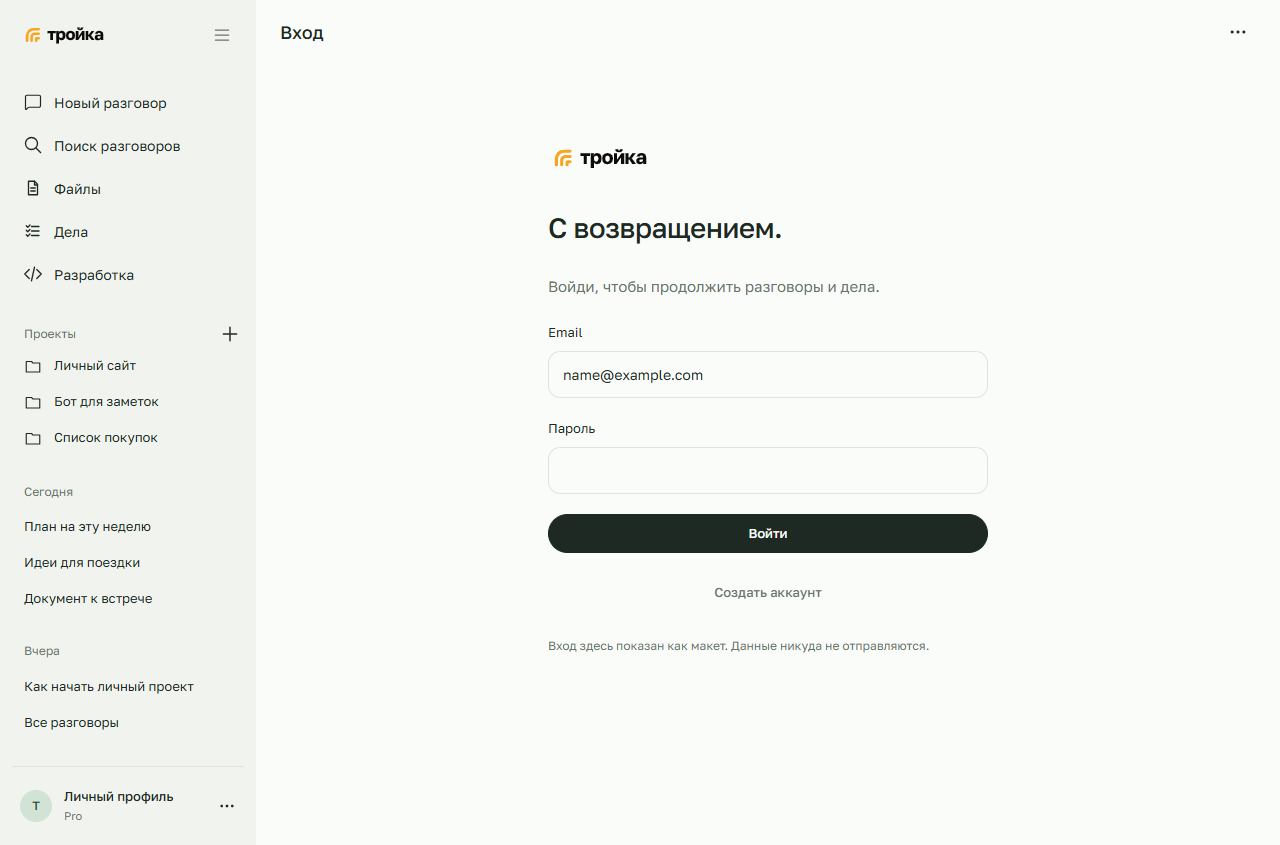 тройка
Новый разговор
Поиск разговоров
Файлы
Дела
Разработка
Проекты
Личный сайт
Бот для заметок
Список покупок
Сегодня
План на эту неделю
Идеи для поездки
Документ к встрече
Вчера
Как начать личный проект
Все разговоры
Т
Личный профиль
Pro
Вход
тройка
С возвращением.
Войди, чтобы продолжить разговоры и дела.
Email
name@example.com
Пароль
Войти
Создать аккаунт
Вход здесь показан как макет. Данные никуда не отправляются.